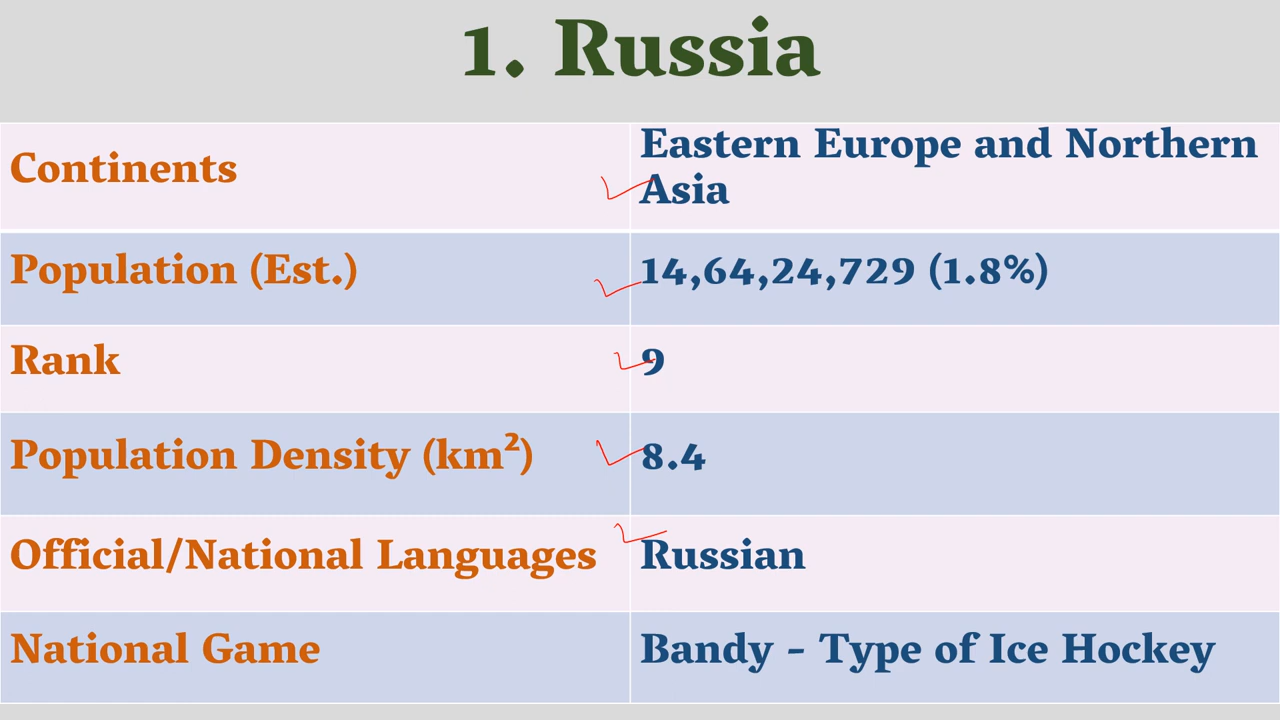 1. Russia
Continents
Eastern Europe and Northern
Asia
Population (Est.)
14,64,24,729 (1.8%)
Rank
9
Population Density (km²)
8.4
Official/National Languages
Russian
National Game
Bandy - Type of Ice Hockey